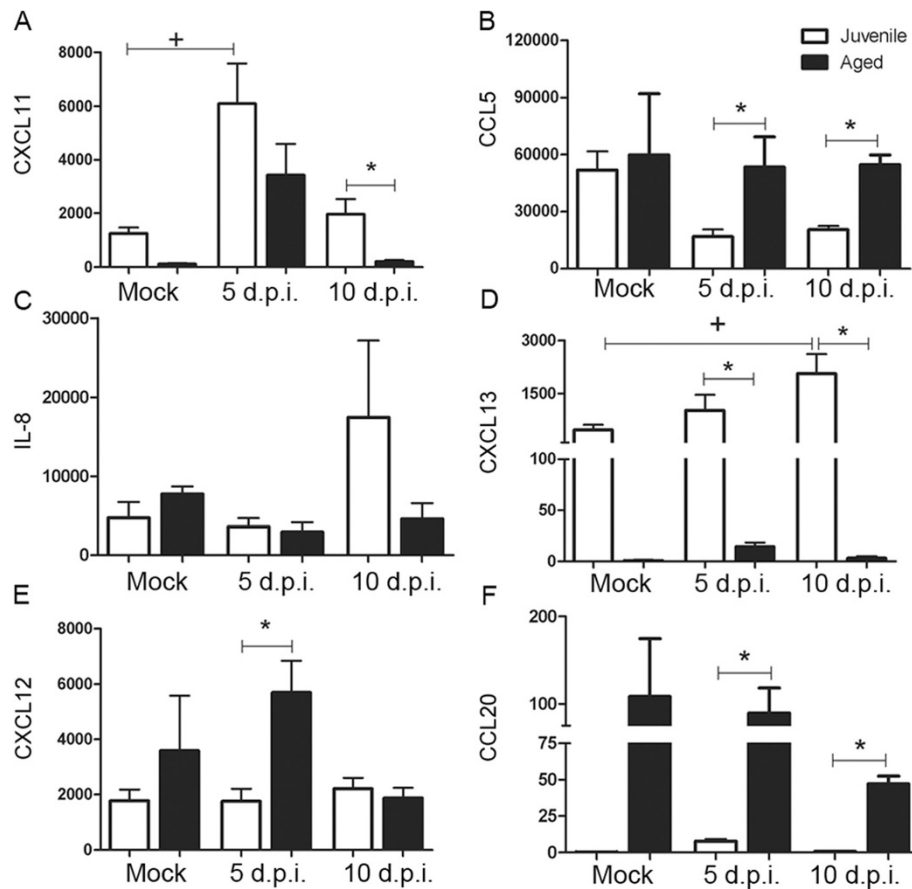 A
CXCL11
8000
6000
4000
2000
0
+
*
Mock 5 d.p.i. 10 d.p.i.
B
CCL5
120000
90000
60000
30000
0
Juvenile
Aged
*
*
Mock 5 d.p.i. 10 d.p.i.
C
IL-8
30000
20000
10000
0
Mock 5 d.p.i. 10 d.p.i.
D
CXCL13
3000
1500
100
50
0
+
*
*
Mock 5 d.p.i. 10 d.p.i.
E
CXCL12
8000
6000
4000
2000
0
*
Mock 5 d.p.i. 10 d.p.i.
F
CCL20
200
100
75
50
25
0
*
*
Mock 5 d.p.i. 10 d.p.i.